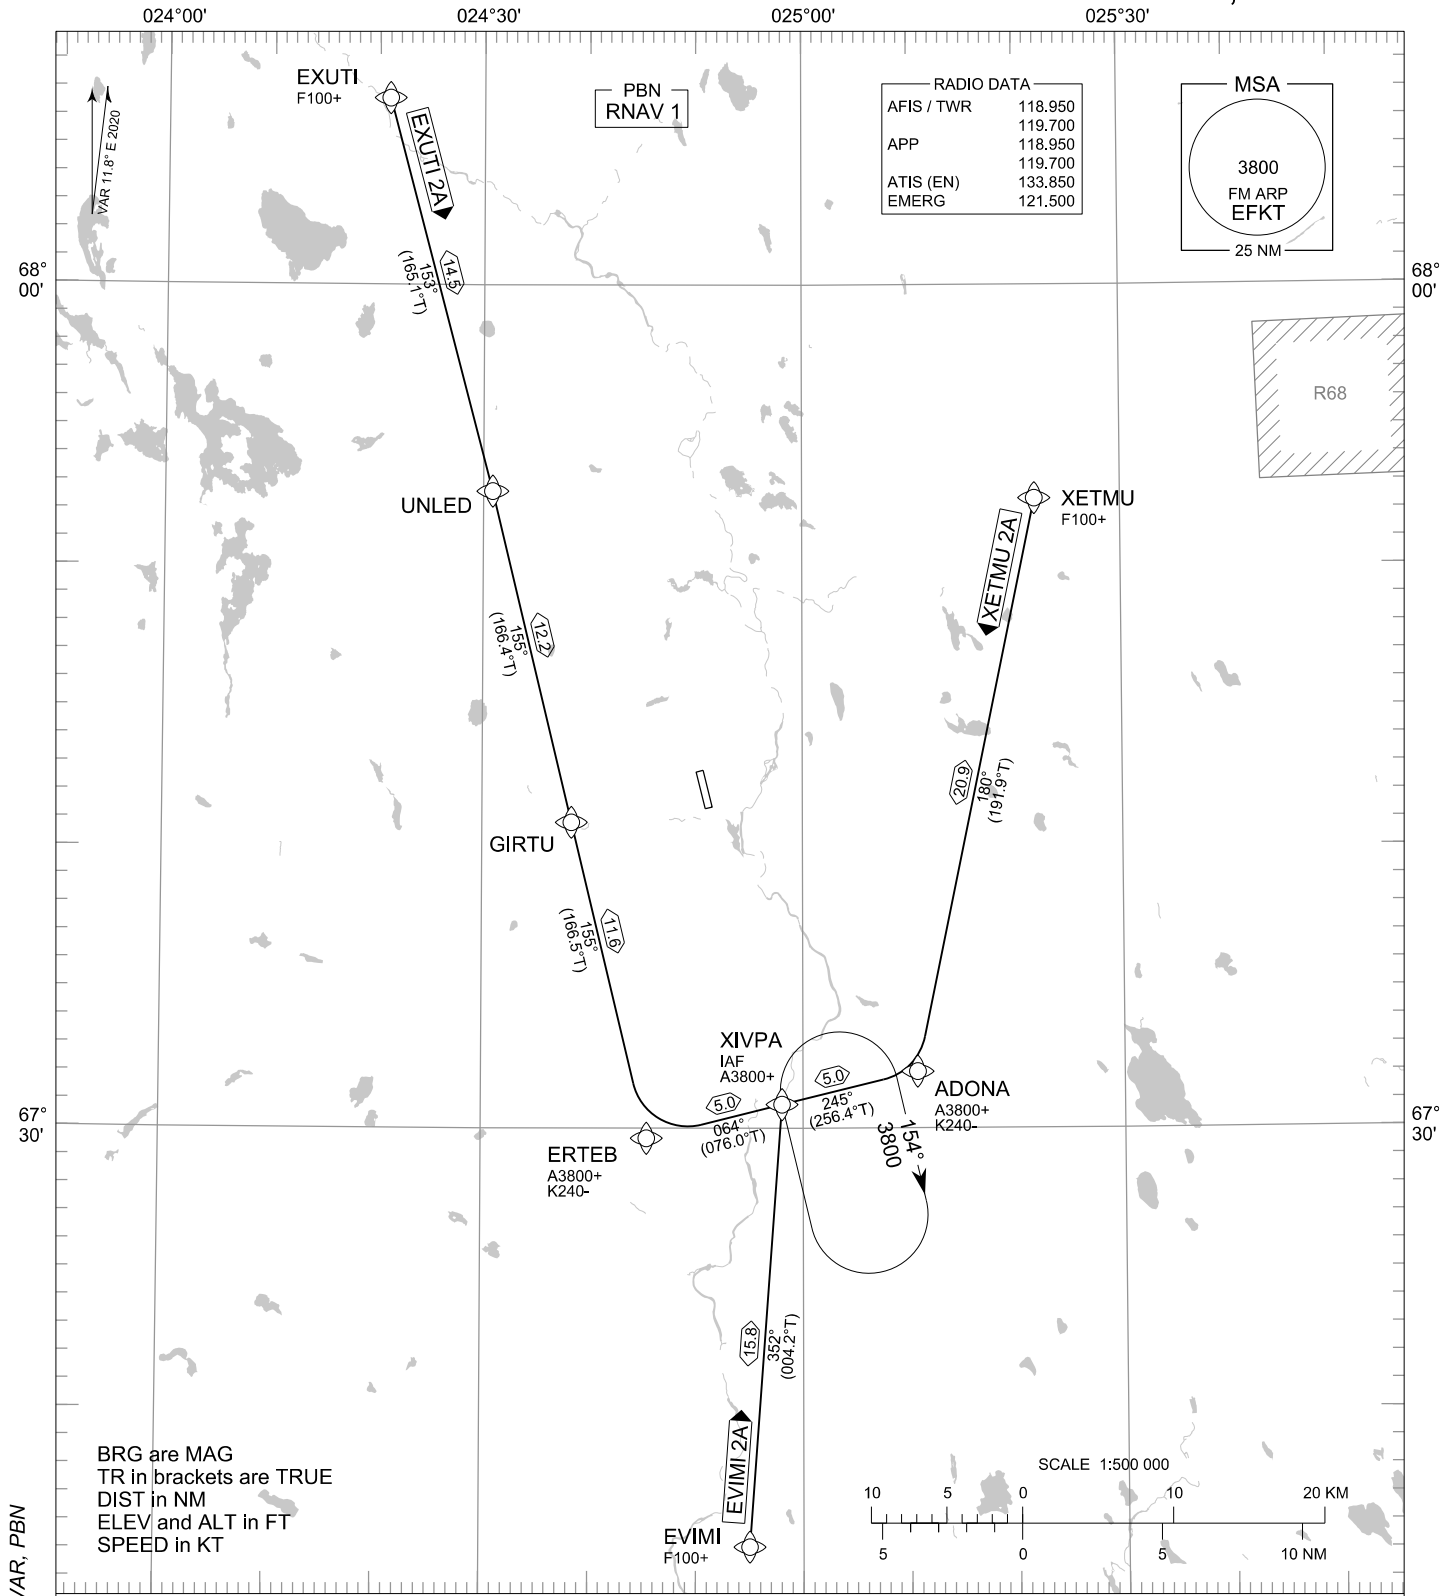 024°00'
024°30'
025°00'
025°30'
EXUTI
F100+
PBN
RNAV 1
RADIO DATA
AFIS / TWR 118.950
119.700
APP 118.950
119.700
ATIS (EN) 133.850
EMERG 121.500
MSA
3800
FM ARP
EFKT
25 NM
VAR 11.8° E 2020
EXUTI 2A
14.5
153°
(165.1°T)
68°
00'
68°
00'
R68
UNLED
XETMU
F100+
XETMU 2A
12.2
155°
(166.4°T)
20.9
180°
(191.9°T)
GIRTU
11.6
155°
(166.5°T)
XIVPA
IAF
A3800+
5.0
245°
(256.4°T)
ADONA
A3800+
K240-
5.0
064°
(076.0°T)
67°
30'
67°
30'
ERTEB
A3800+
K240-
154°
3800
15.8
352°
(004.2°T)
EVIMI 2A
EVIMI
F100+
BRG are MAG
TR in brackets are TRUE
DIST in NM
ELEV and ALT in FT
SPEED in KT
SCALE 1:500 000
10 5 0 10 20 KM
5 0 5 10 NM
VAR, PBN